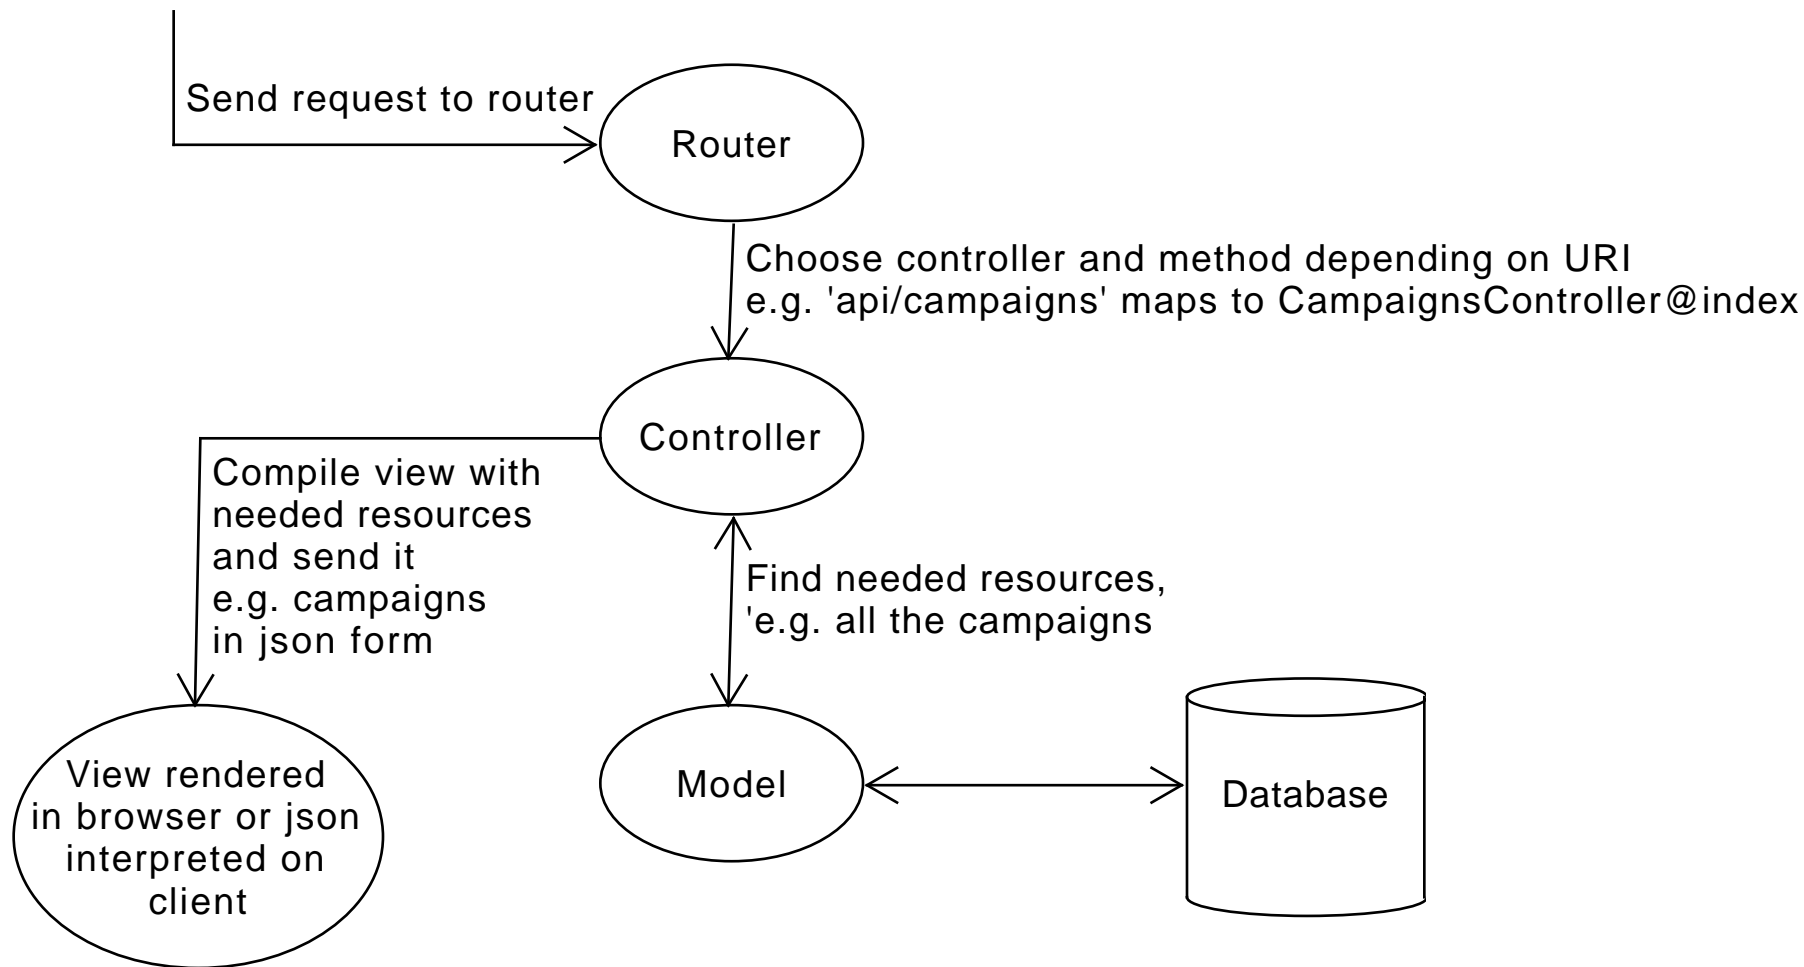 Send request to router
Router
Choose controller and method depending on URI
e.g. 'api/campaigns' maps to CampaignsController@index
Controller
Compile view with
needed resources
and send it
e.g. campaigns
in json form
Find needed resources,
'e.g. all the campaigns
View rendered
in browser or json
interpreted on
client
Model
Database